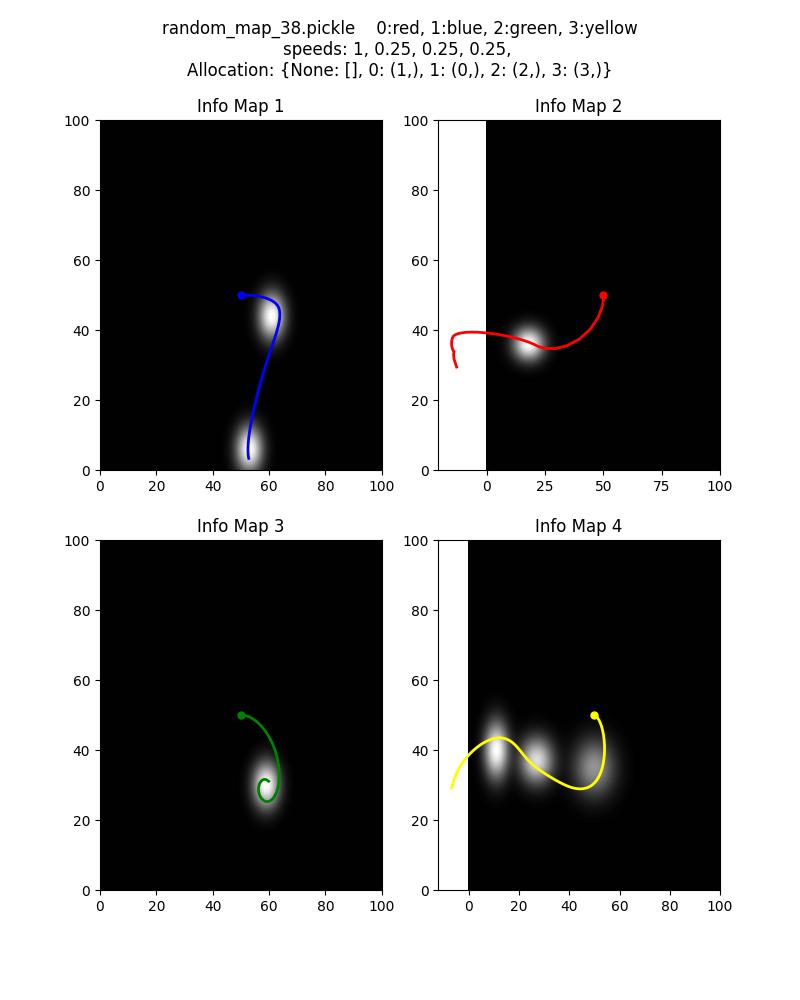 random_map_38.pickle    0:red, 1:blue, 2:green, 3:yellow
speeds: 1, 0.25, 0.25, 0.25,
Allocation: {None: [], 0: (1,), 1: (0,), 2: (2,), 3: (3,)}
Info Map 1
100
80
60
40
20
0
0 20 40 60 80 100
Info Map 2
100
80
60
40
20
0
0 25 50 75 100
Info Map 3
100
80
60
40
20
0
0 20 40 60 80 100
Info Map 4
100
80
60
40
20
0
0 20 40 60 80 100